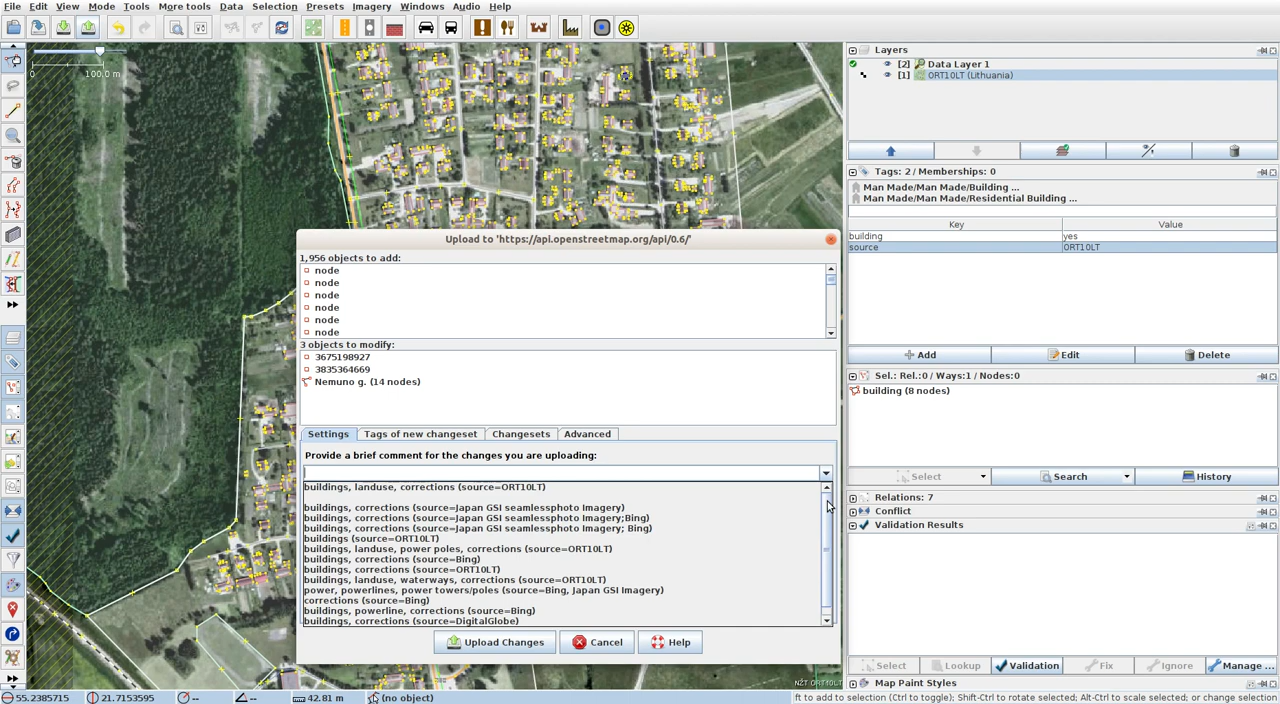 File Edit View Mode Tools More tools Data Selection Presets Imagery Windows Audio Help
0 100.0 m
Layers
[2] Data Layer 1
[1] ORT10LT (Lithuania)
Tags: 2 / Memberships: 0
Man Made/Man Made/Building ...
Man Made/Man Made/Residential Building ...
Key Value
building yes
source ORT10LT
Add Edit Delete
Sel.: Rel.:0 / Ways:1 / Nodes:0
building (8 nodes)
Select Search History
Relations: 7
Conflict
Validation Results
Select Lookup Validation Fix Ignore Manage ...
Map Paint Styles
Upload to 'https://api.openstreetmap.org/api/0.6/'
1,956 objects to add:
node
node
node
node
node
node
3 objects to modify:
3675198927
3835364669
Nemuno g. (14 nodes)
Settings Tags of new changeset Changesets Advanced
Provide a brief comment for the changes you are uploading:
buildings, landuse, corrections (source=ORT10LT)
buildings, corrections (source=Japan GSI seamlessphoto Imagery)
buildings, corrections (source=Japan GSI seamlessphoto Imagery;Bing)
buildings, corrections (source=Japan GSI seamlessphoto Imagery; Bing)
buildings (source=ORT10LT)
buildings, landuse, power poles, corrections (source=ORT10LT)
buildings, corrections (source=Bing)
buildings, corrections (source=ORT10LT)
buildings, landuse, waterways, corrections (source=ORT10LT)
power, powerlines, power towers/poles (source=Bing, Japan GSI Imagery)
corrections (source=Bing)
buildings, powerline, corrections (source=Bing)
buildings, corrections (source=DigitalGlobe)
Upload Changes Cancel Help
NŽT ORT10LT
55.2385715 21.7153595 -- -- 42.81 m (no object)
ft to add to selection (Ctrl to toggle); Shift-Ctrl to rotate selected; Alt-Ctrl to scale selected; or change selection